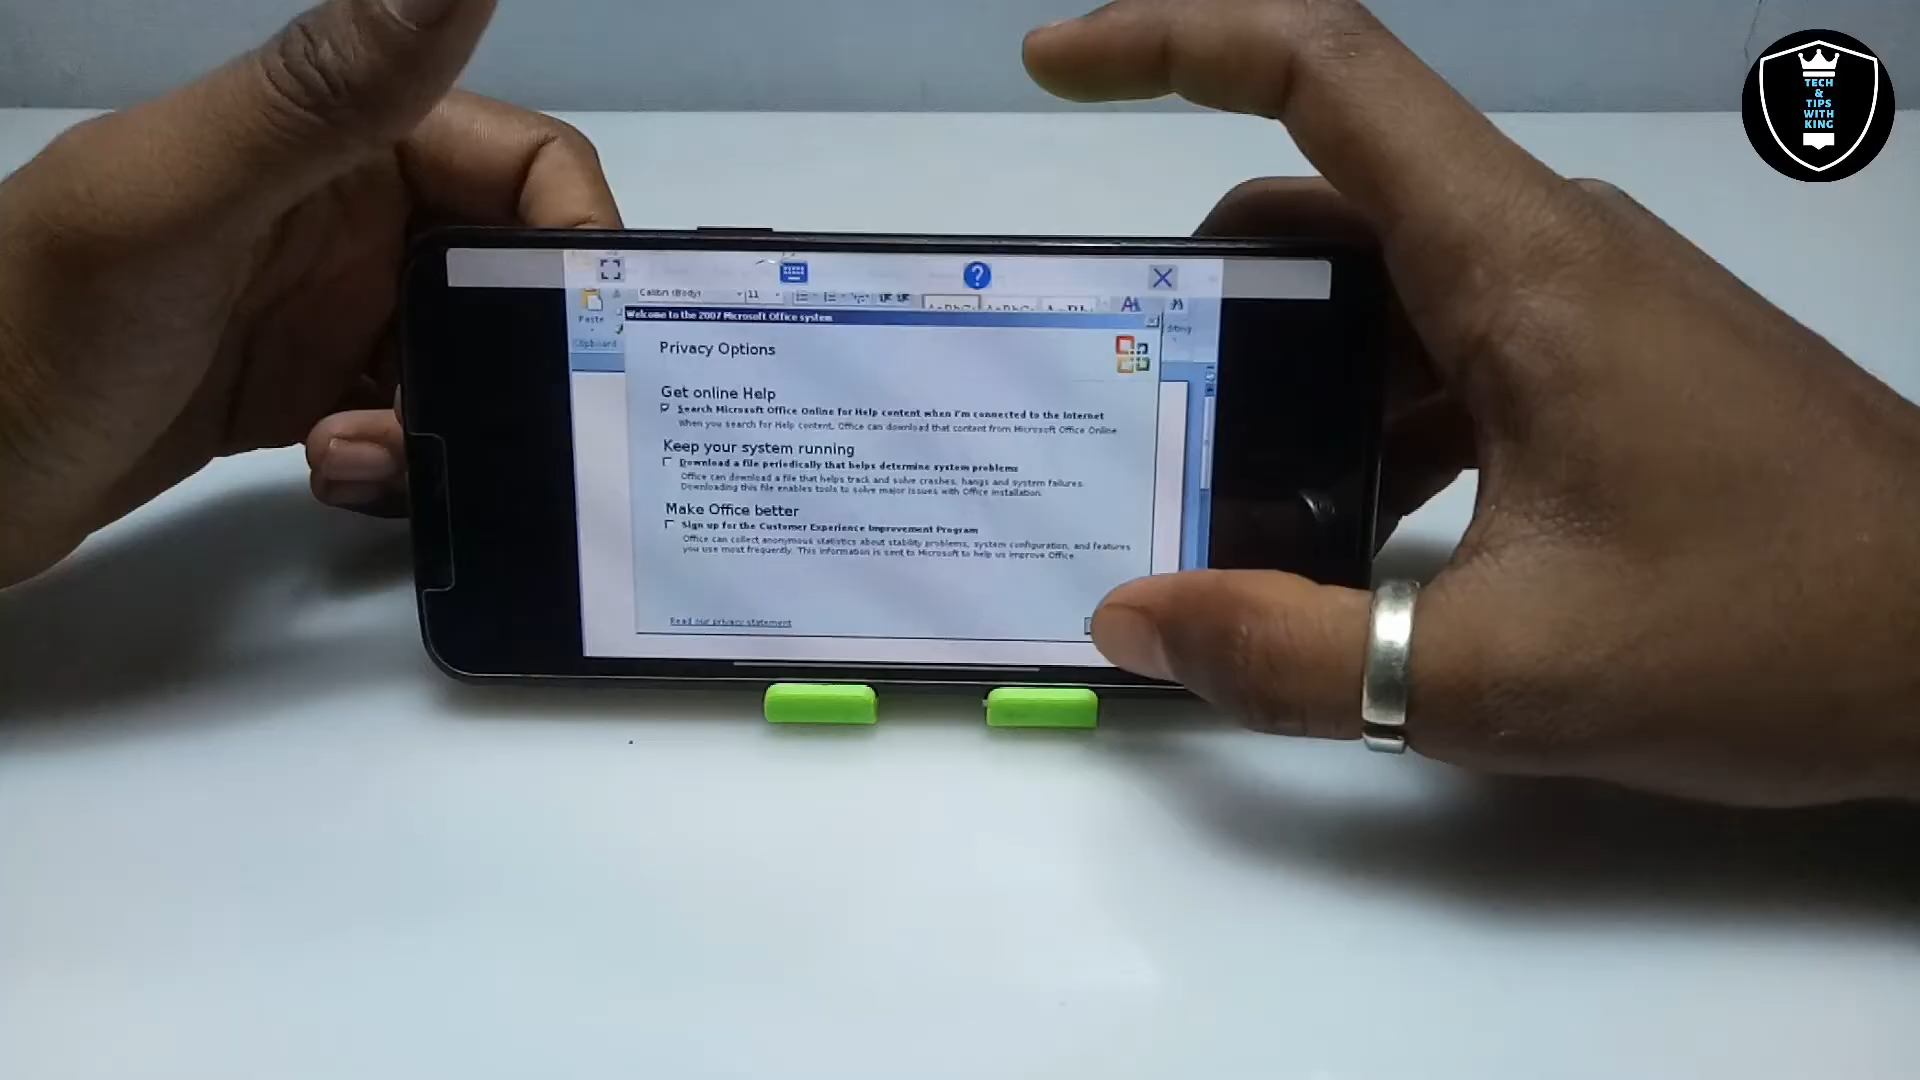 TECH
&
TIPS
WITH
KING
Calibri (Body)
11
Paste
Clipboard
Welcome to the 2007 Microsoft Office system
Privacy Options
Get online Help
Search Microsoft Office Online for Help content when I'm connected to the Internet
When you search for Help content, Office can download that content from Microsoft Office Online
Keep your system running
Download a file periodically that helps determine system problems
Office can download a file that helps track and solve crashes, hangs and system failures.
Downloading this file enables tools to solve major issues with Office installation.
Make Office better
Sign up for the Customer Experience Improvement Program
Office can collect anonymous statistics about stability problems, system configuration, and features
you use most frequently. This information is sent to Microsoft to help us improve Office.
Read our privacy statement